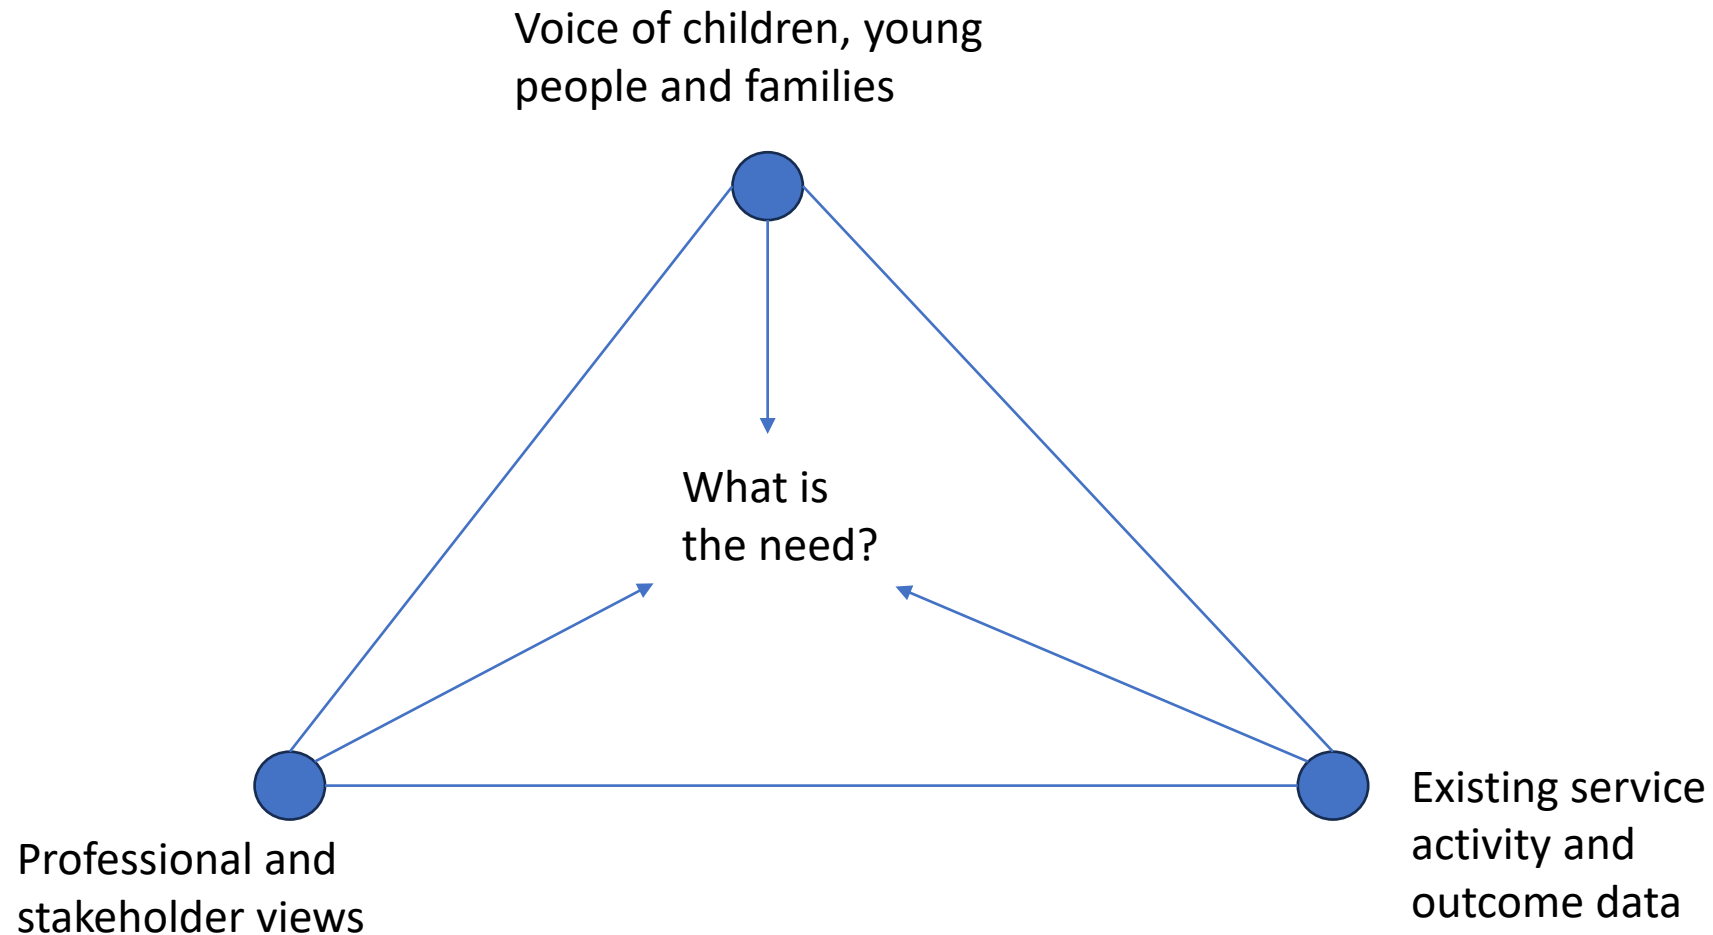 Voice of children, young
people and families
What is
the need?
Professional and
stakeholder views
Existing service
activity and
outcome data